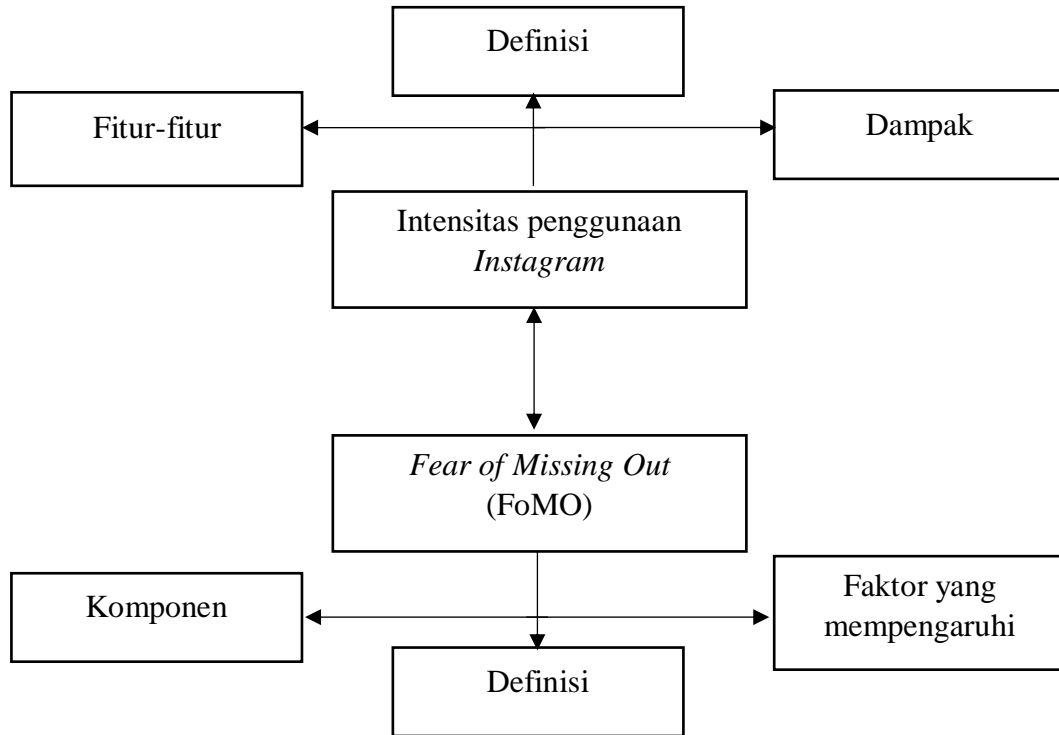 Definisi
Fitur-fitur
Dampak
Intensitas penggunaan
Instagram
Fear of Missing Out
(FoMO)
Komponen
Faktor yang
mempengaruhi
Definisi